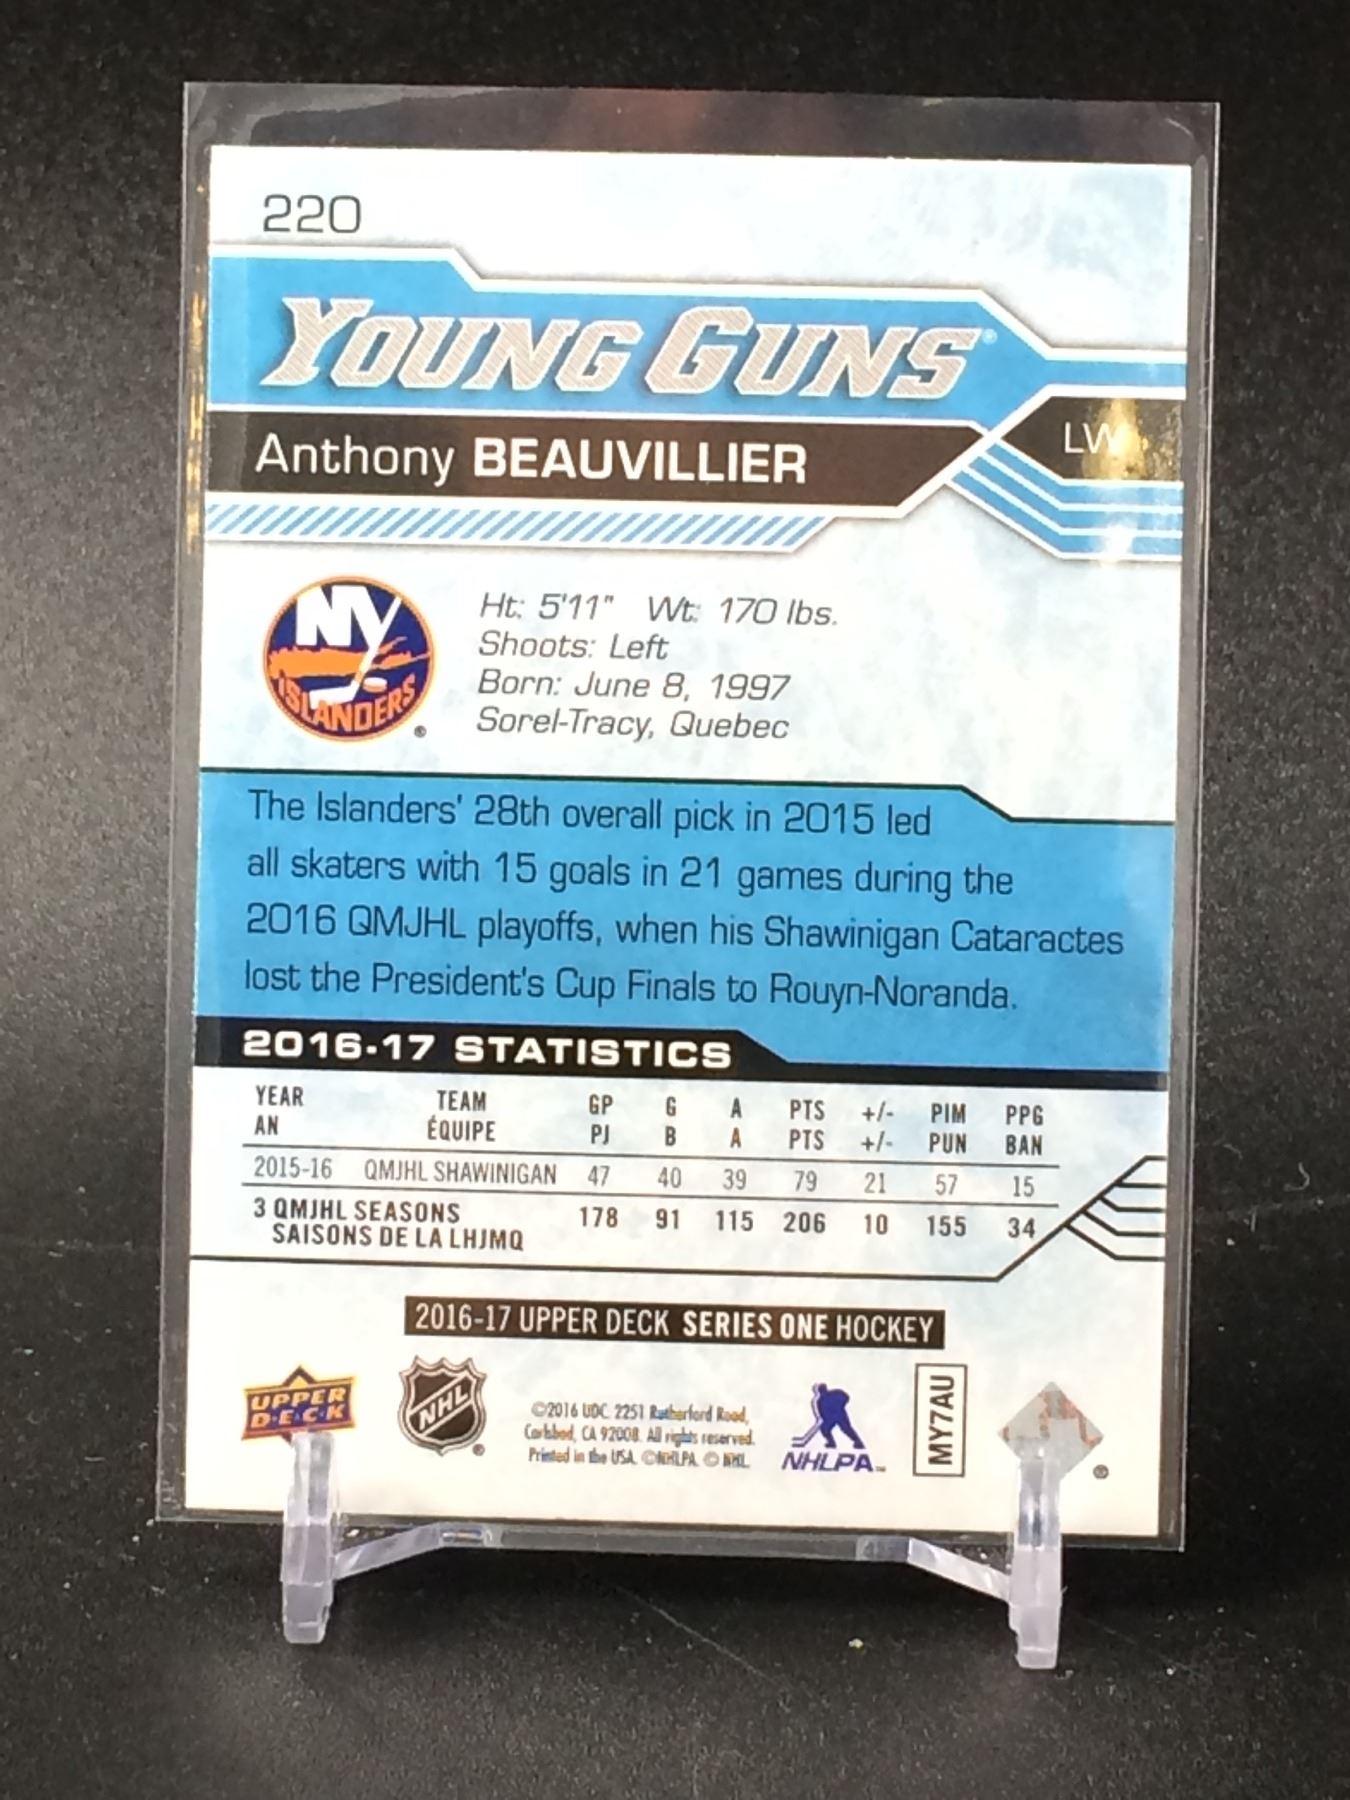 220
Young Guns®
Anthony BEAUVILLIER
LW
NY
ISLANDERS
®
Ht: 5'11" Wt: 170 lbs.
Shoots: Left
Born: June 8, 1997
Sorel-Tracy, Quebec
The Islanders' 28th overall pick in 2015 led
all skaters with 15 goals in 21 games during the
2016 QMJHL playoffs, when his Shawinigan Cataractes
lost the President's Cup Finals to Rouyn-Noranda.
2016-17 STATISTICS
YEAR TEAM GP G A PTS +/- PIM PPG
AN ÉQUIPE PJ B A PTS +/- PUN BAN
2015-16 QMJHL SHAWINIGAN 47 40 39 79 21 57 15
3 QMJHL SEASONS 178 91 115 206 10 155 34
SAISONS DE LA LHJMQ
2016-17 UPPER DECK SERIES ONE HOCKEY
UPPER
DECK
NHL
®
©2016 UDC. 2251 Rutherford Road,
Carlsbad, CA 92008. All rights reserved.
Printed in the USA. ©NHLPA. © NHL.
NHLPA™
MY7AU
®